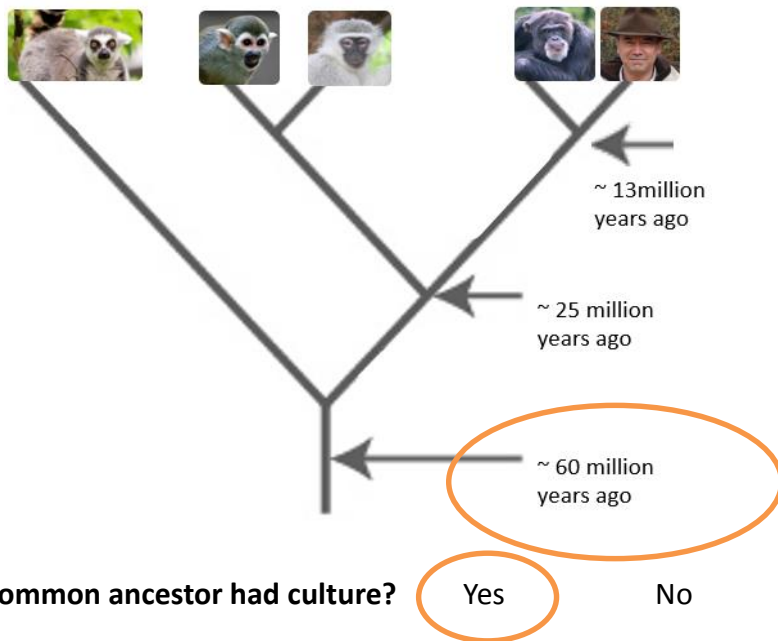 ~ 13million
years ago
~ 25 million
years ago
~ 60 million
years ago
ommon ancestor had culture? Yes No